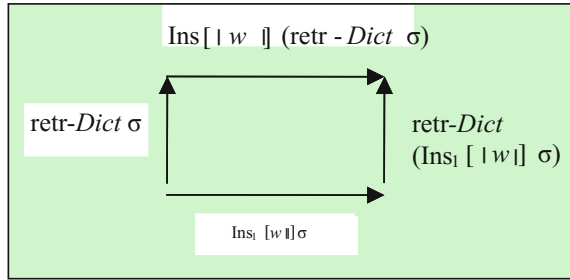 Ins[ | w | ] (retr - Dict σ)
retr-Dict σ
retr-Dict
(Ins₁ [ |w|] σ)
Ins₁ [w‖]σ